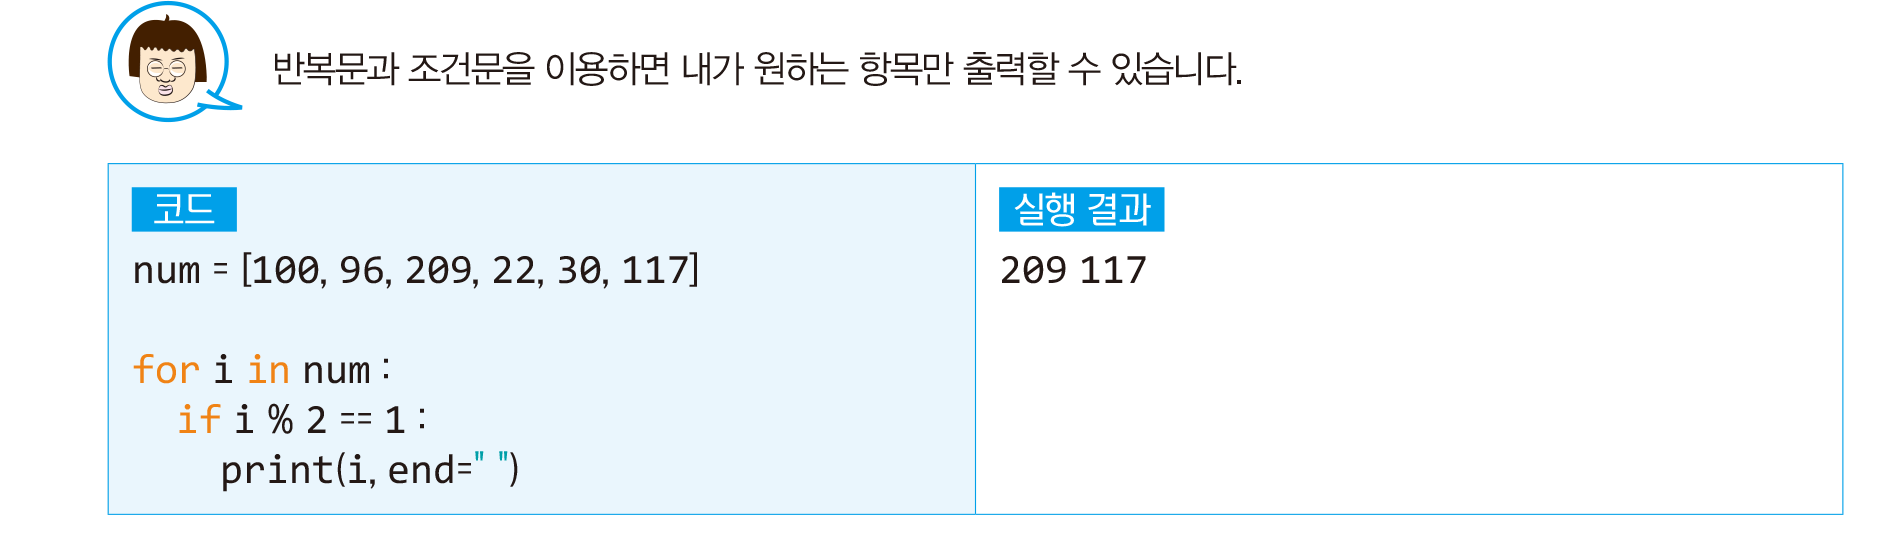 반복문과 조건문을 이용하면 내가 원하는 항목만 출력할 수 있습니다.
코드
num = [100, 96, 209, 22, 30, 117]
for i in num :
if i % 2 == 1 :
print(i, end=" ")
실행 결과
209 117